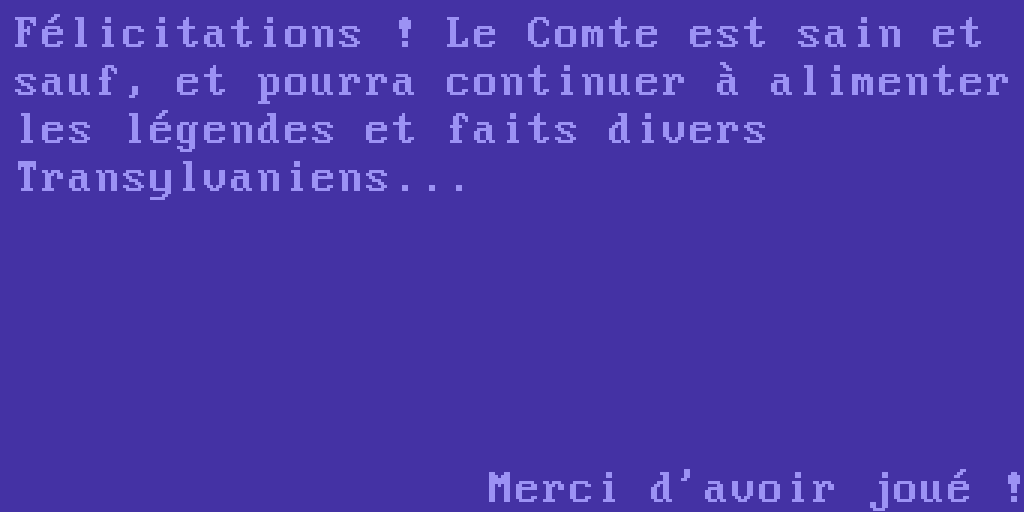 Félicitations ! Le Comte est sain et
sauf, et pourra continuer à alimenter
les légendes et faits divers
Transylvaniens...
Merci d'avoir joué !